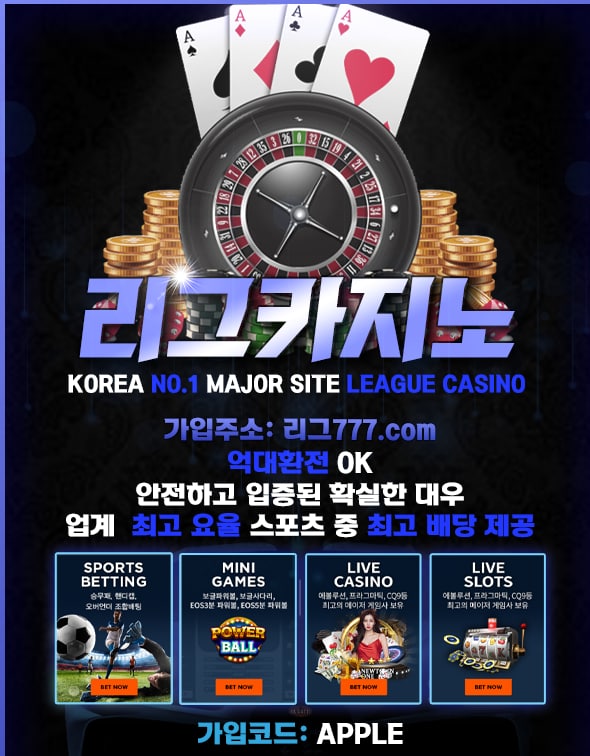 리그카지노
KOREA NO.1 MAJOR SITE LEAGUE CASINO
가입주소: 리그777.com
억대환전 OK
안전하고 입증된 확실한 대우
업계 최고 요율 스포츠 중 최고 배당 제공
SPORTS
BETTING
승무패, 핸디캡,
오버언더 조합배팅
BET NOW
MINI
GAMES
보글파워볼, 보글사다리,
EOS3분 파워볼, EOS5분 파워볼
POWER
BALL
BET NOW
LIVE
CASINO
에볼루션, 프라그마틱, CQ9등
최고의 메이저 게임사 보유
BET NOW
LIVE
SLOTS
에볼루션, 프라그마틱, CQ9등
최고의 메이저 게임사 보유
BET NOW
가입코드: APPLE